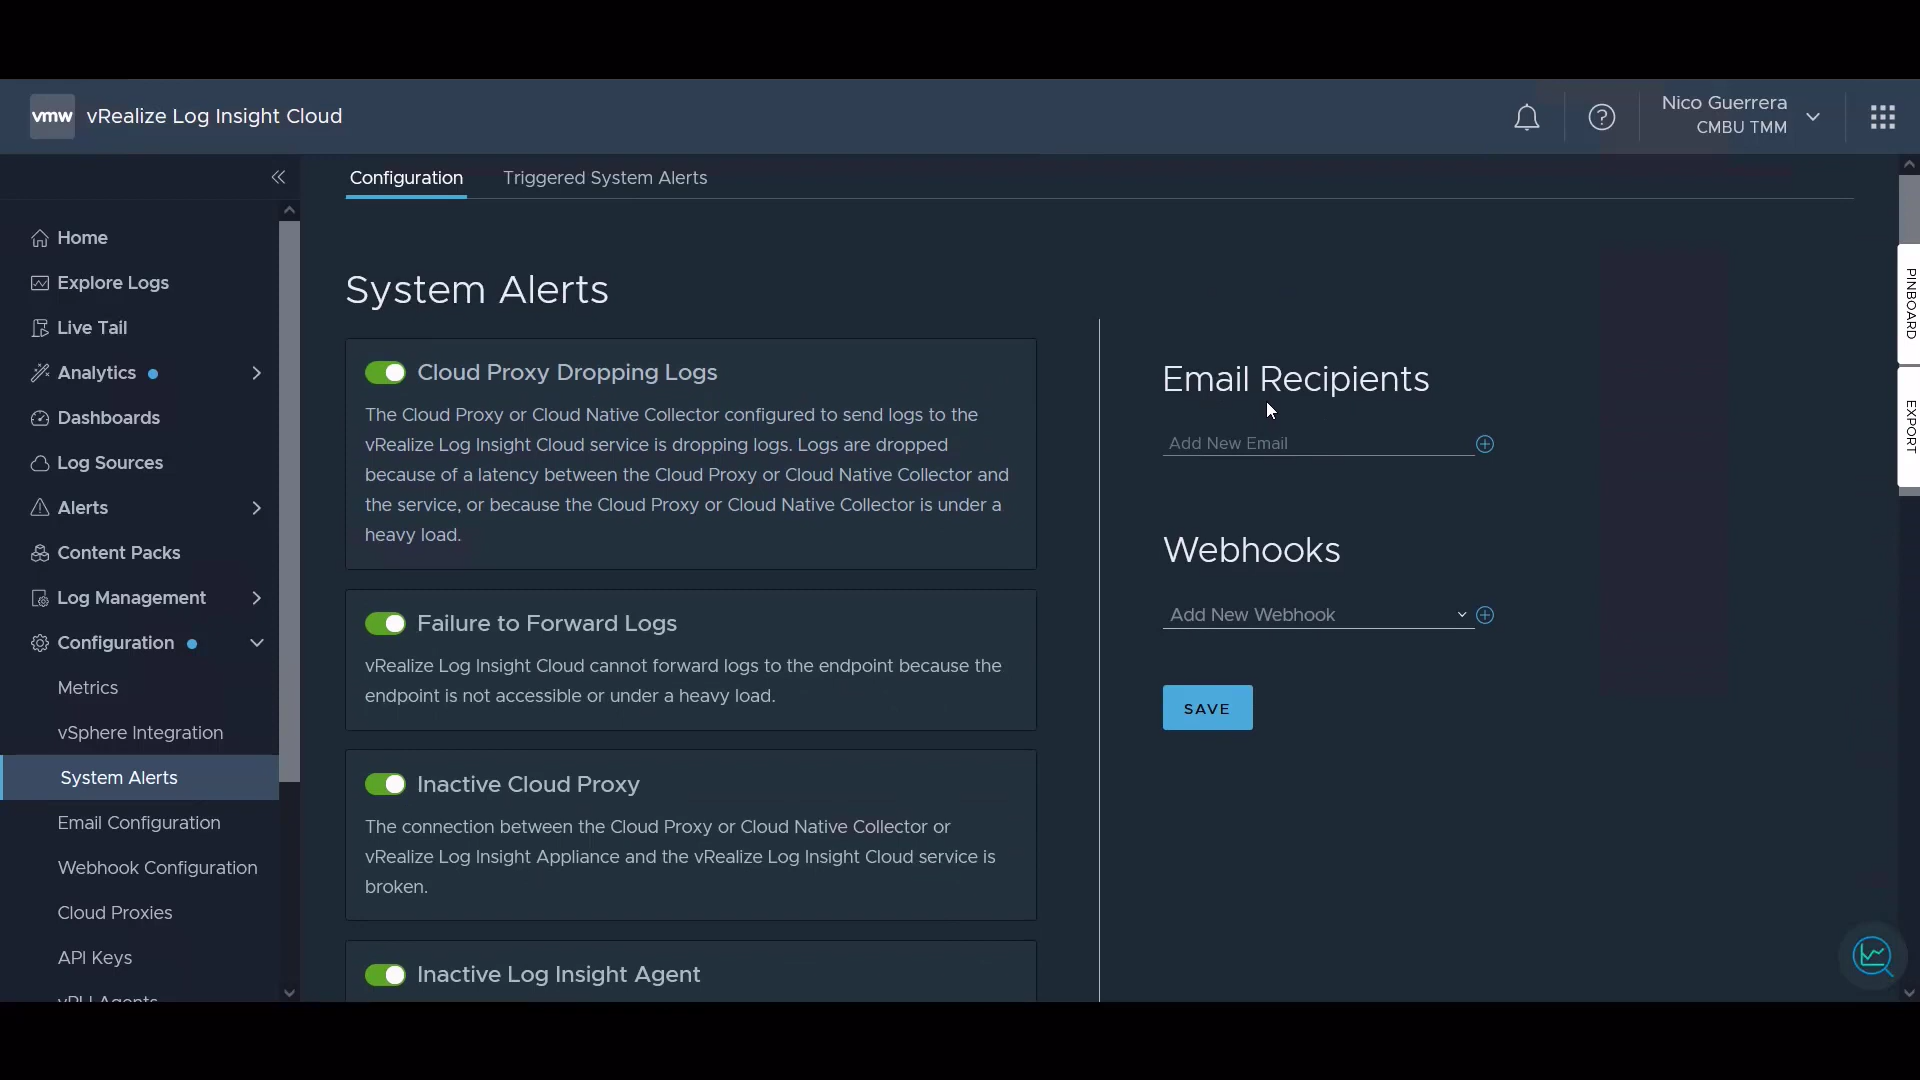 vmw vRealize Log Insight Cloud
Nico Guerrera
CMBU TMM
Home
Explore Logs
Live Tail
Analytics
Dashboards
Log Sources
Alerts
Content Packs
Log Management
Configuration
Metrics
vSphere Integration
System Alerts
Email Configuration
Webhook Configuration
Cloud Proxies
API Keys
Configuration Triggered System Alerts
System Alerts
Cloud Proxy Dropping Logs
The Cloud Proxy or Cloud Native Collector configured to send logs to the
vRealize Log Insight Cloud service is dropping logs. Logs are dropped
because of a latency between the Cloud Proxy or Cloud Native Collector and
the service, or because the Cloud Proxy or Cloud Native Collector is under a
heavy load.
Failure to Forward Logs
vRealize Log Insight Cloud cannot forward logs to the endpoint because the
endpoint is not accessible or under a heavy load.
Inactive Cloud Proxy
The connection between the Cloud Proxy or Cloud Native Collector or
vRealize Log Insight Appliance and the vRealize Log Insight Cloud service is
broken.
Inactive Log Insight Agent
Email Recipients
Add New Email
Webhooks
Add New Webhook
SAVE
PINBOARD
EXPORT